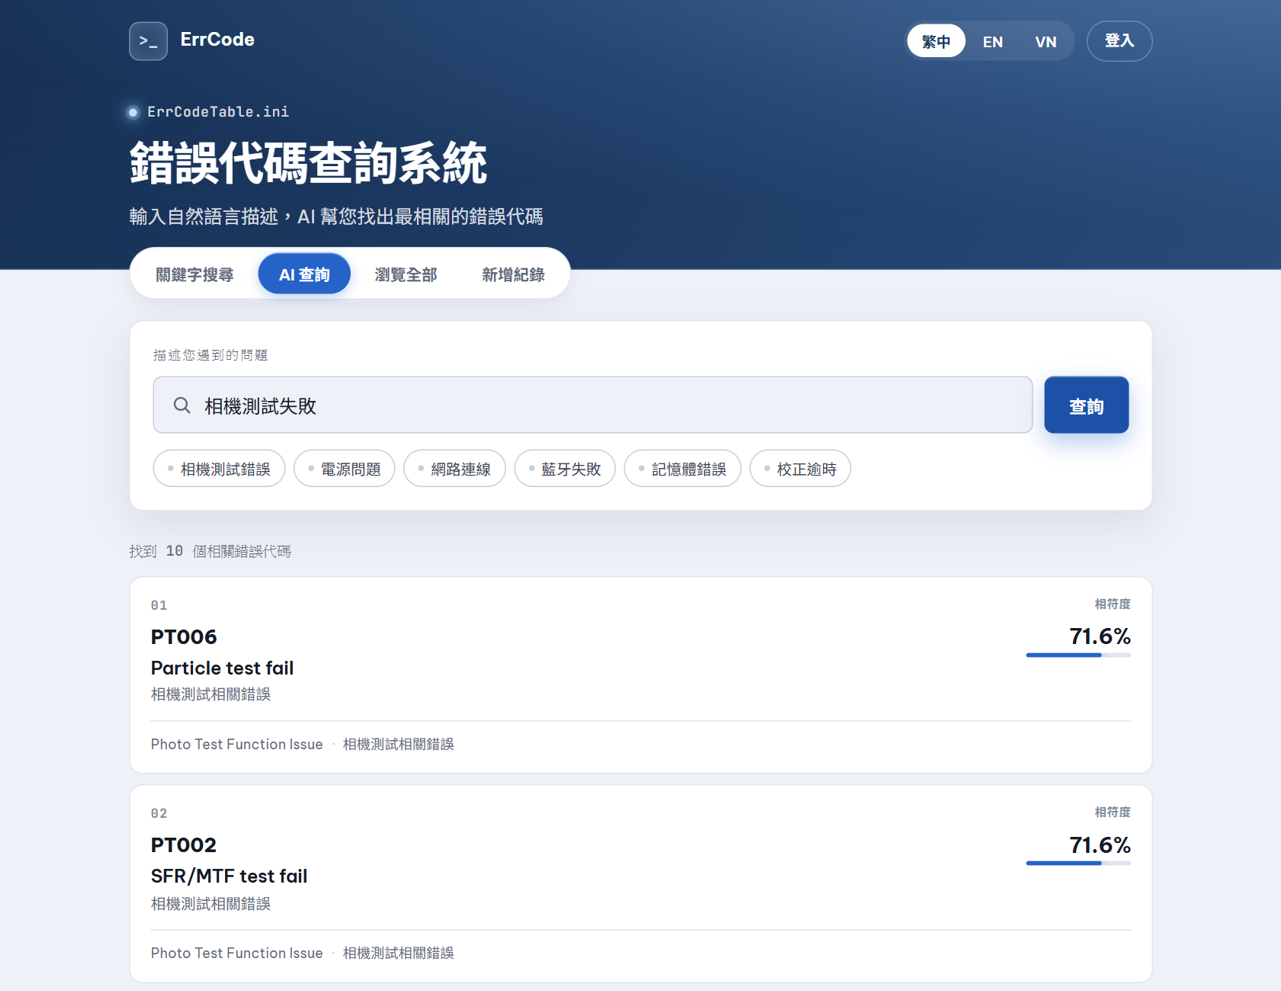 >_ ErrCode 繁中 EN VN 登入
ErrCodeTable.ini
錯誤代碼查詢系統
輸入自然語言描述，AI 幫您找出最相關的錯誤代碼
關鍵字搜尋 AI 查詢 瀏覽全部 新增紀錄
描述您遇到的問題
相機測試失敗 查詢
相機測試錯誤 電源問題 網路連線 藍牙失敗 記憶體錯誤 校正逾時
找到 10 個相關錯誤代碼
01 相符度
PT006 71.6%
Particle test fail
相機測試相關錯誤
Photo Test Function Issue · 相機測試相關錯誤
02 相符度
PT002 71.6%
SFR/MTF test fail
相機測試相關錯誤
Photo Test Function Issue · 相機測試相關錯誤